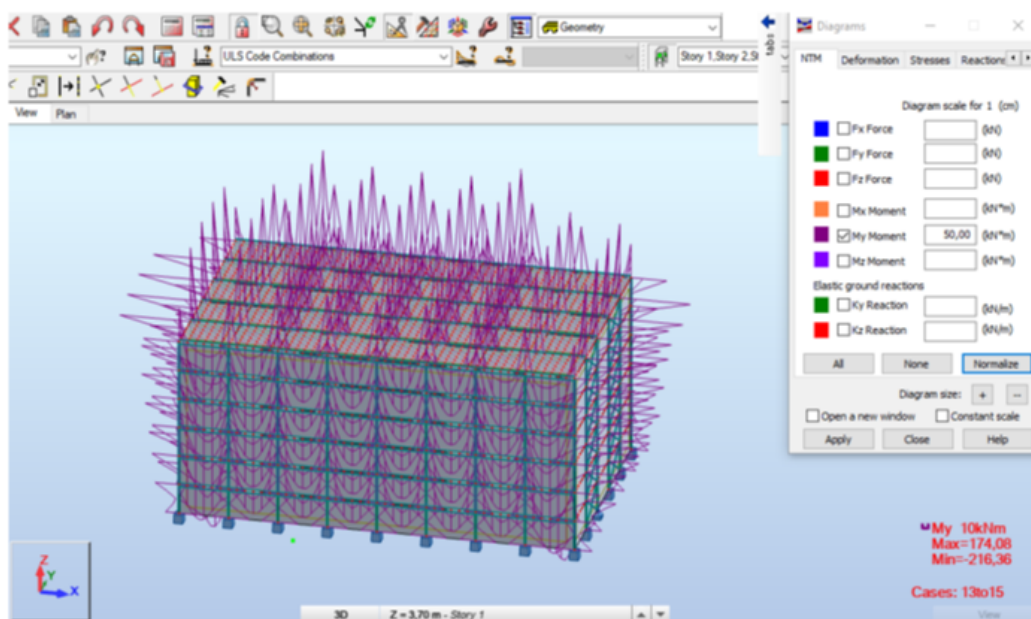 Geometry
Diagrams
ULS Code Combinations
Story 1,Story 2,S
tabs
NTM Deformation Stresses Reactions
View Plan
Diagram scale for 1 (cm)
Fx Force (kN)
Fy Force (kN)
Fz Force (kN)
Mx Moment (kN*m)
My Moment 50,00 (kN*m)
Mz Moment (kN*m)
Elastic ground reactions
Ky Reaction (kN/m)
Kz Reaction (kN/m)
All None Normalize
Diagram size: + -
Open a new window Constant scale
Apply Close Help
My 10kNm
Max=174,08
Min=-216,36
Cases: 13to15
Z
Y
X
3D Z = 3,70 m - Story 1
View